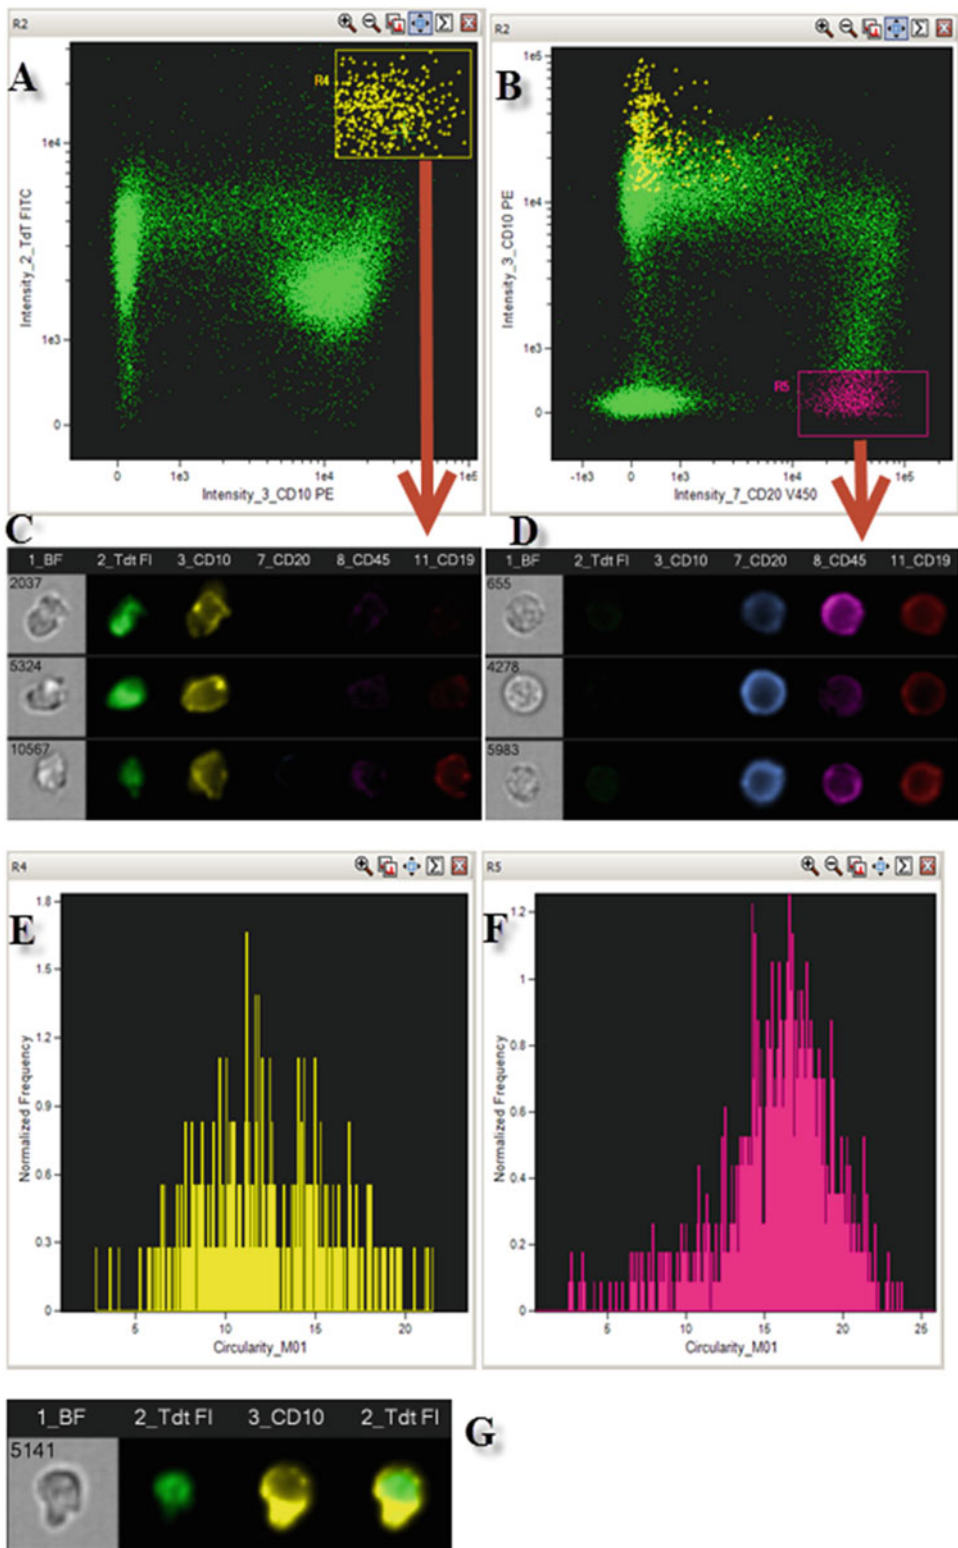 R2
R2
A
B
R4
R5
1e4
1e3
0
Intensity_2_TdT FITC
0
1e3
1e4
1e5
Intensity_3_CD10 PE
1e5
1e4
1e3
0
Intensity_3_CD10 PE
-1e3
0
1e3
1e4
1e5
Intensity_7_CD20 V450
C
D
1_BF 2_Tdt FI 3_CD10 7_CD20 8_CD45 11_CD19
2037
5324
10567
1_BF 2_Tdt FI 3_CD10 7_CD20 8_CD45 11_CD19
655
4278
5983
R4
R5
E
F
1.8
1.5
1.2
0.9
0.6
0.3
0
Normalized Frequency
5
10
15
20
Circularity_M01
1.2
1
0.8
0.6
0.4
0.2
0
Normalized Frequency
5
10
15
20
25
Circularity_M01
1_BF 2_Tdt FI 3_CD10 2_Tdt FI
5141
G